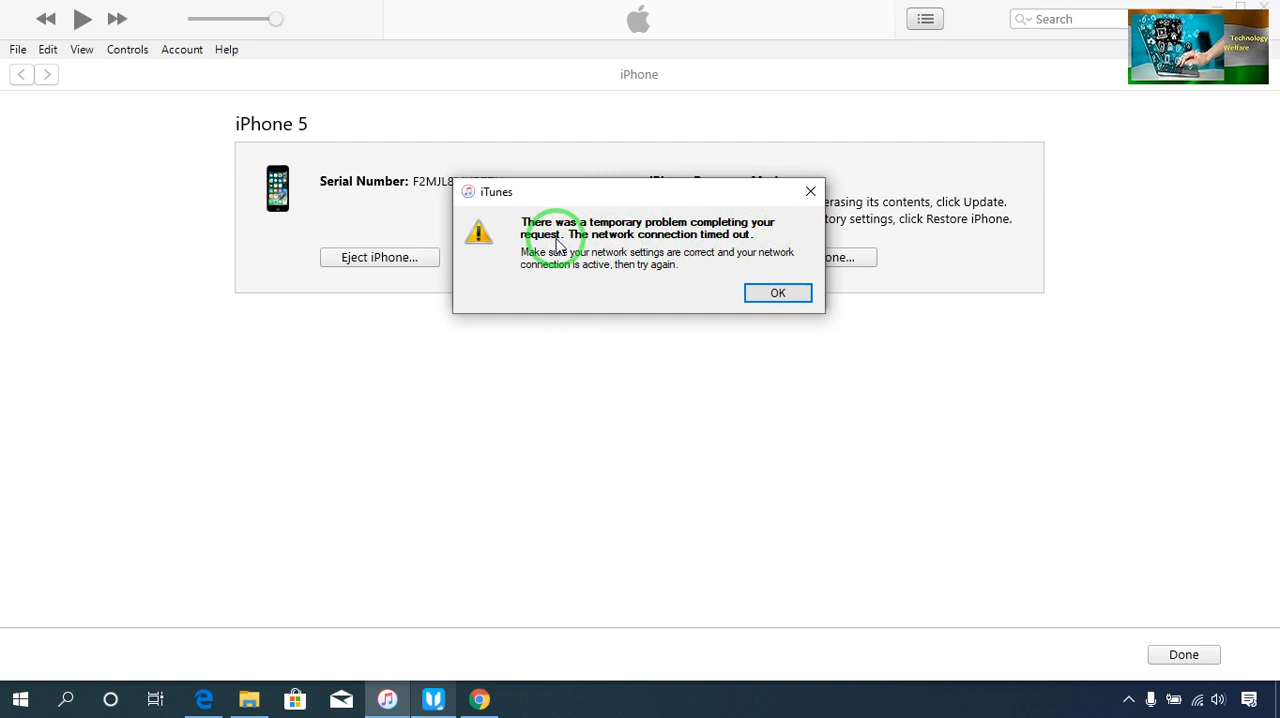 Search
Technology
Welfare
File Edit View Controls Account Help
iPhone
iPhone 5
Serial Number:
iTunes
There was a temporary problem completing your
request. The network connection timed out.
Make sure your network settings are correct and your network
connection is active, then try again.
OK
erasing its contents, click Update.
settings, click Restore iPhone.
Eject iPhone...
Done